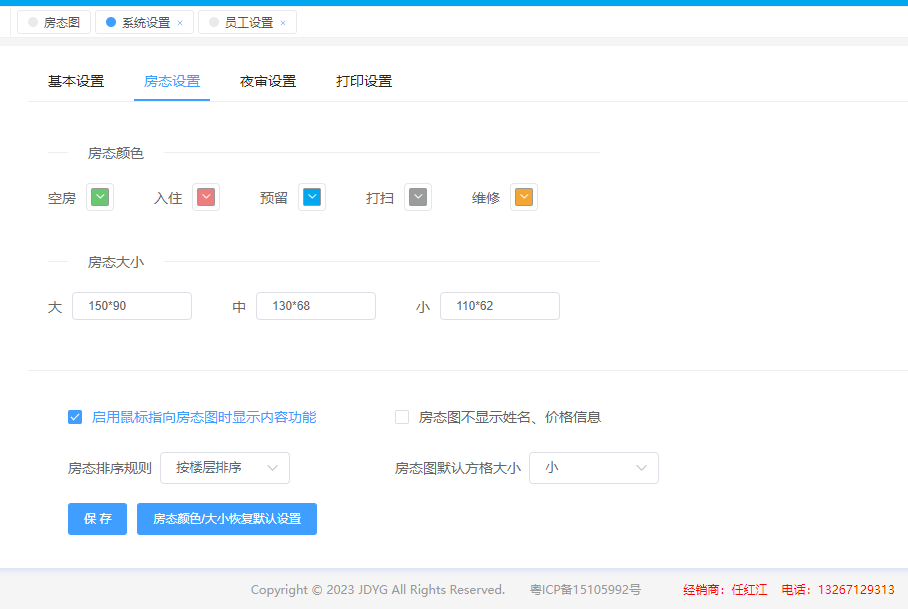 房态图 系统设置 × 员工设置 ×
基本设置 房态设置 夜审设置 打印设置
房态颜色
空房 入住 预留 打扫 维修
房态大小
大 150*90 中 130*68 小 110*62
启用鼠标指向房态图时显示内容功能 房态图不显示姓名、价格信息
房态排序规则 按楼层排序 房态图默认方格大小 小
保 存 房态颜色/大小恢复默认设置
Copyright © 2023 JDYG All Rights Reserved. 粤ICP备15105992号 经销商：任红江 电话：13267129313